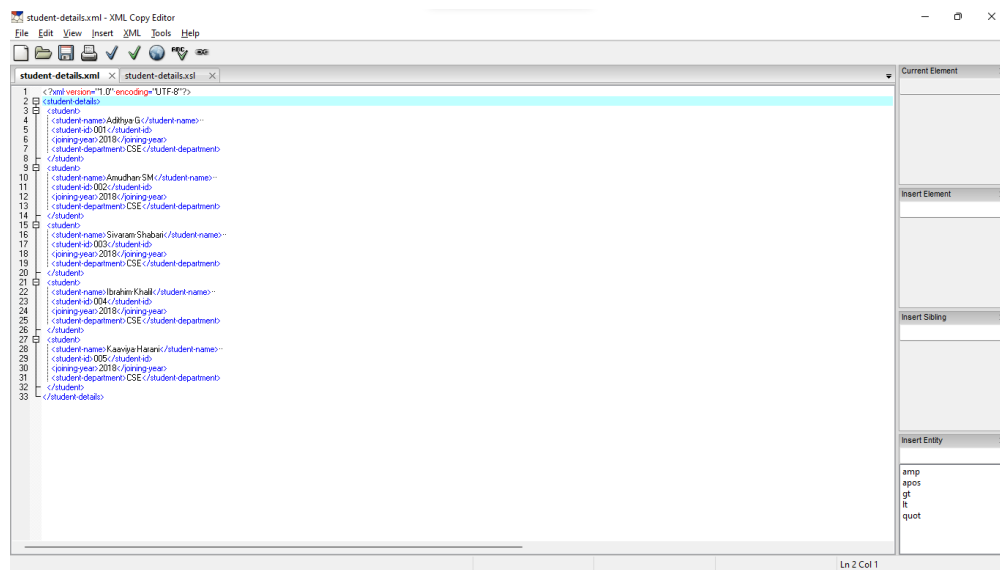 student-details.xml - XML Copy Editor
File Edit View Insert XML Tools Help
student-details.xml student-details.xsl
1 <?xml version="1.0" encoding="UTF-8"?>
2 <student-details>
3 <student>
4 <student-name>Adithya G</student-name>
5 <student-id>001</student-id>
6 <joining-year>2018</joining-year>
7 <student-department>CSE</student-department>
8 </student>
9 <student>
10 <student-name>Amudhan SM</student-name>
11 <student-id>002</student-id>
12 <joining-year>2018</joining-year>
13 <student-department>CSE</student-department>
14 </student>
15 <student>
16 <student-name>Sivaram Shabari</student-name>
17 <student-id>003</student-id>
18 <joining-year>2018</joining-year>
19 <student-department>CSE</student-department>
20 </student>
21 <student>
22 <student-name>Ibrahim Khalil</student-name>
23 <student-id>004</student-id>
24 <joining-year>2018</joining-year>
25 <student-department>CSE</student-department>
26 </student>
27 <student>
28 <student-name>Kaaviya Harani</student-name>
29 <student-id>005</student-id>
30 <joining-year>2018</joining-year>
31 <student-department>CSE</student-department>
32 </student>
33 </student-details>
Current Element
Insert Element
Insert Sibling
Insert Entity
amp
apos
gt
lt
quot
Ln 2 Col 1